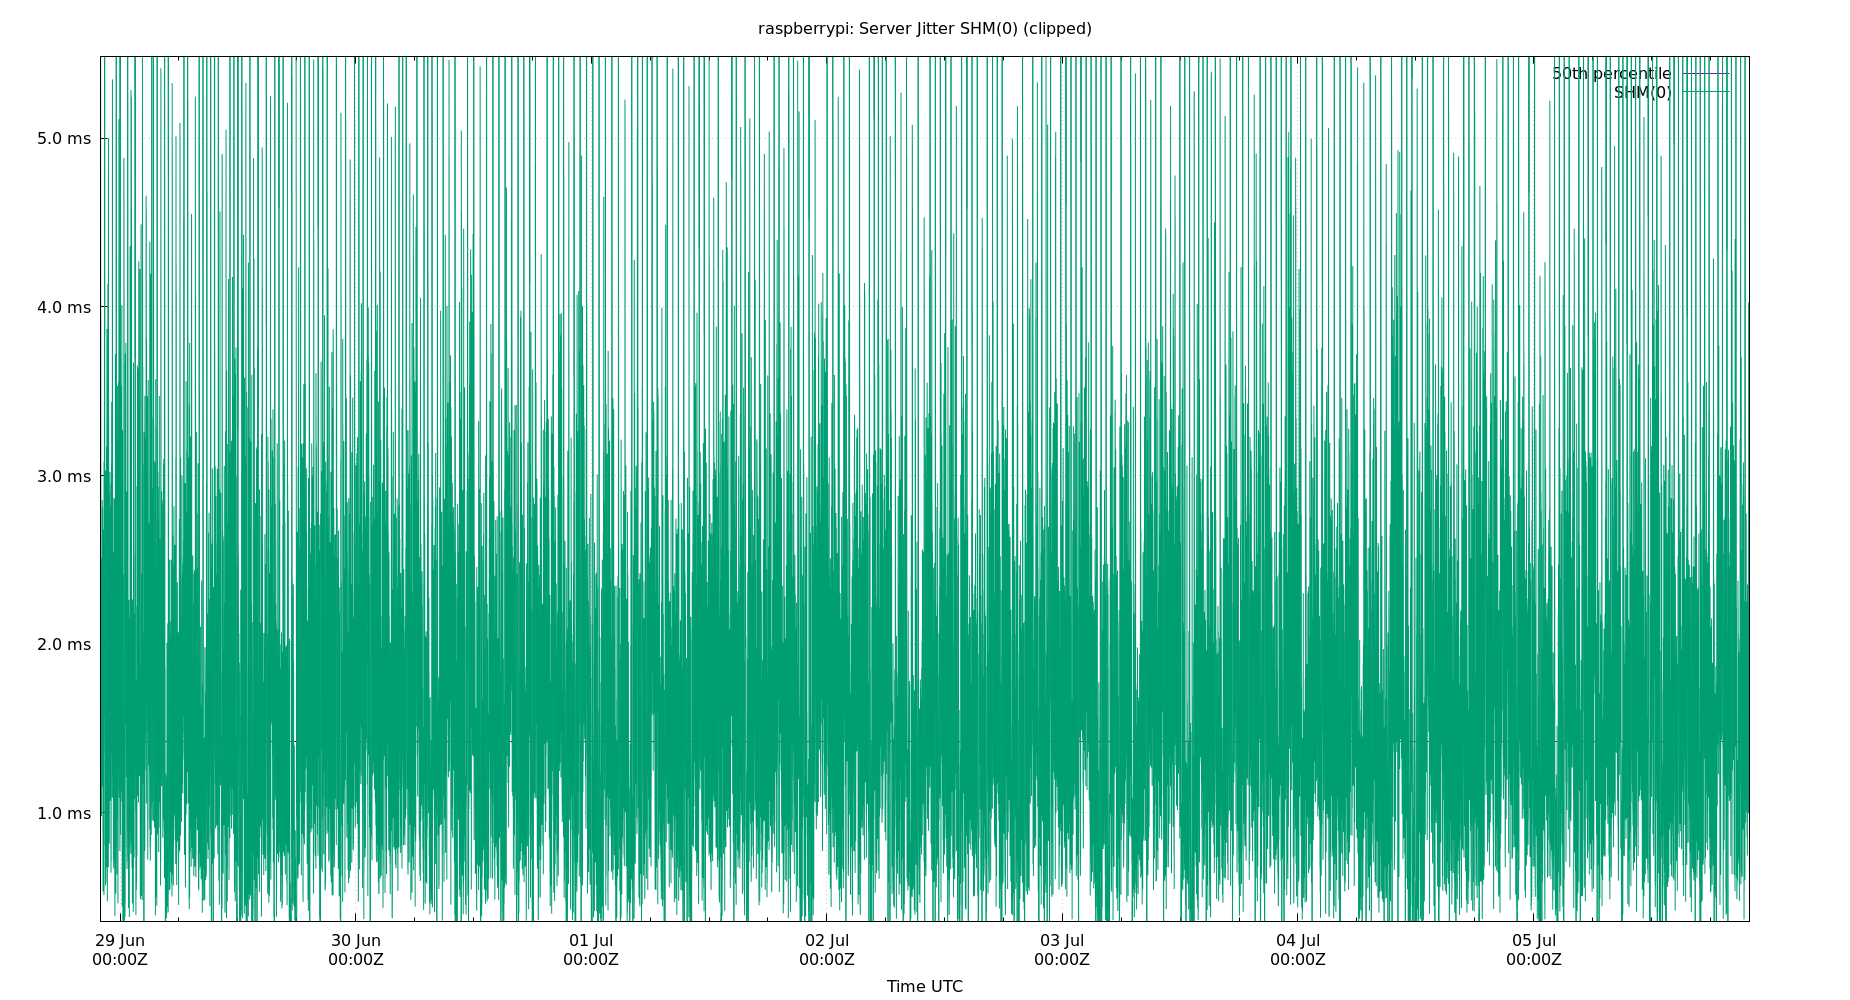 raspberrypi: Server Jitter SHM(0) (clipped)
50th percentile
SHM(0)
5.0 ms
4.0 ms
3.0 ms
2.0 ms
1.0 ms
29 Jun 30 Jun 01 Jul 02 Jul 03 Jul 04 Jul 05 Jul
00:00Z 00:00Z 00:00Z 00:00Z 00:00Z 00:00Z 00:00Z
Time UTC